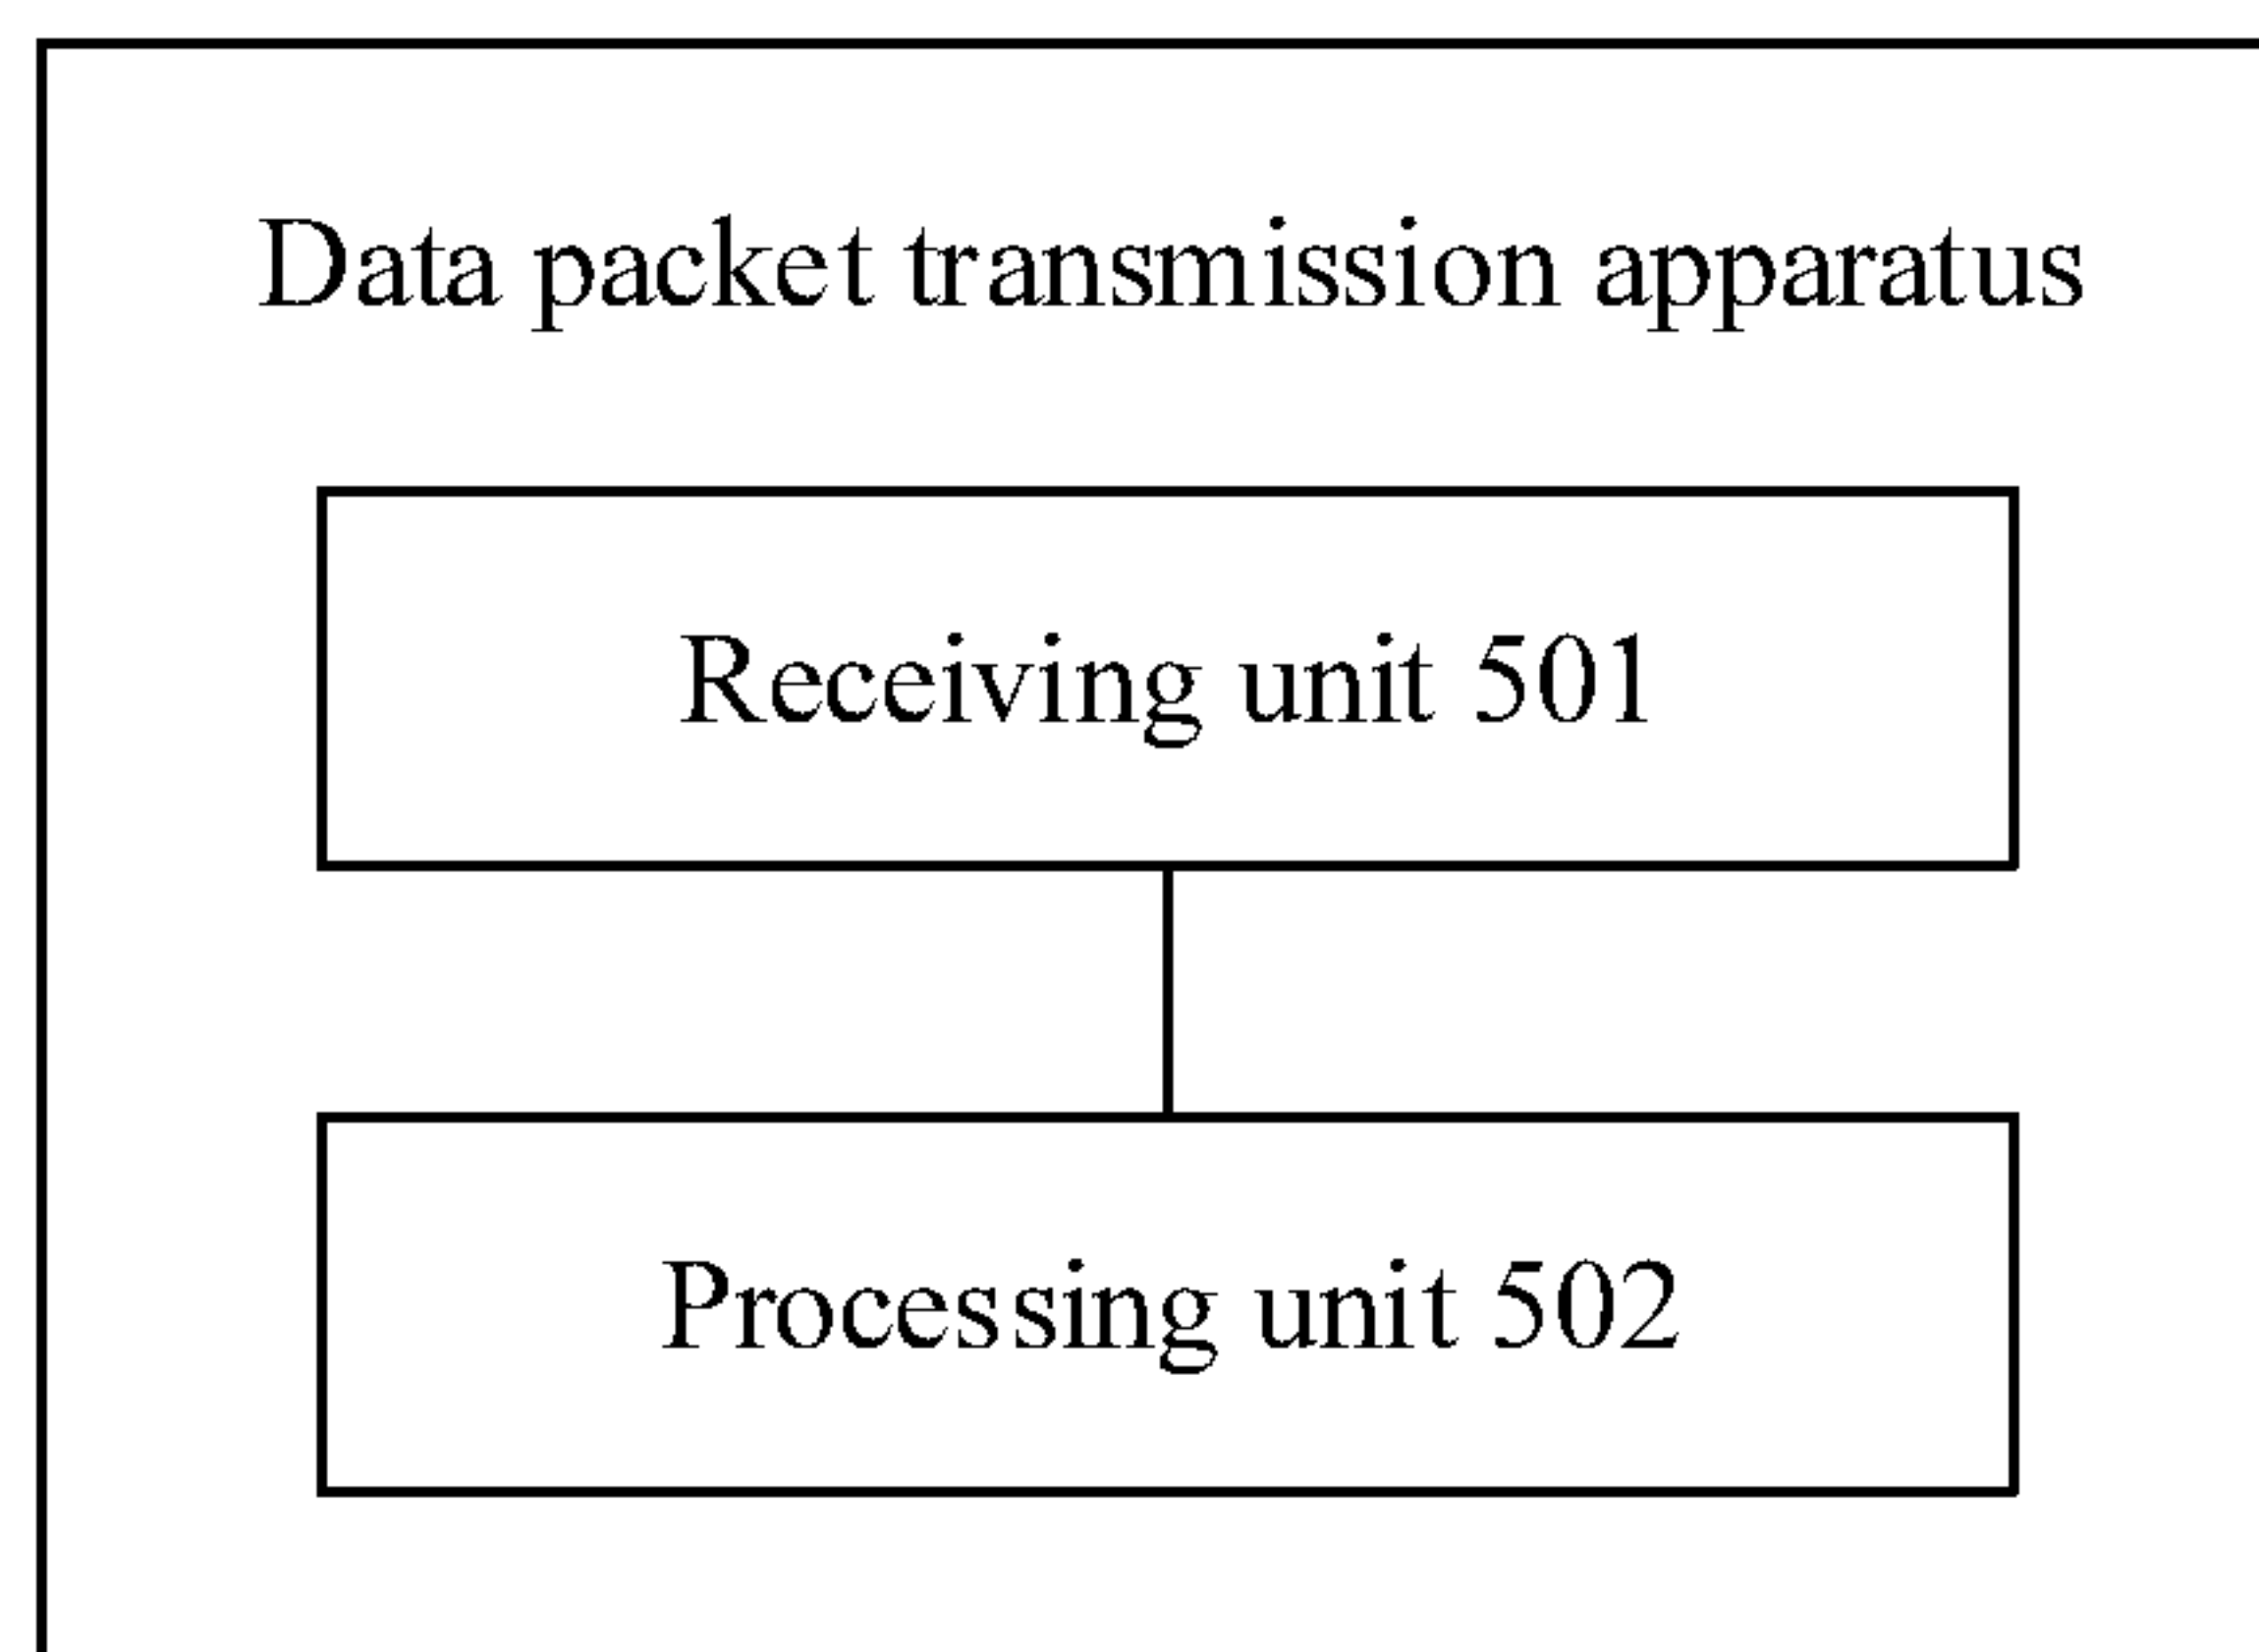 Data packet transmission apparatus
Receiving unit 501
Processing unit 502